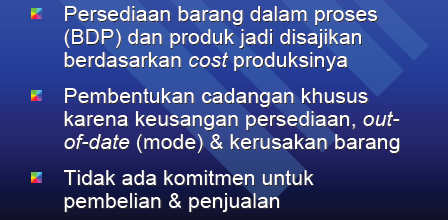 Persediaan barang dalam proses
(BDP) dan produk jadi disajikan
berdasarkan cost produksinya
Pembentukan cadangan khusus
karena keusangan persediaan, out-
of-date (mode) & kerusakan barang
Tidak ada komitmen untuk
pembelian & penjualan